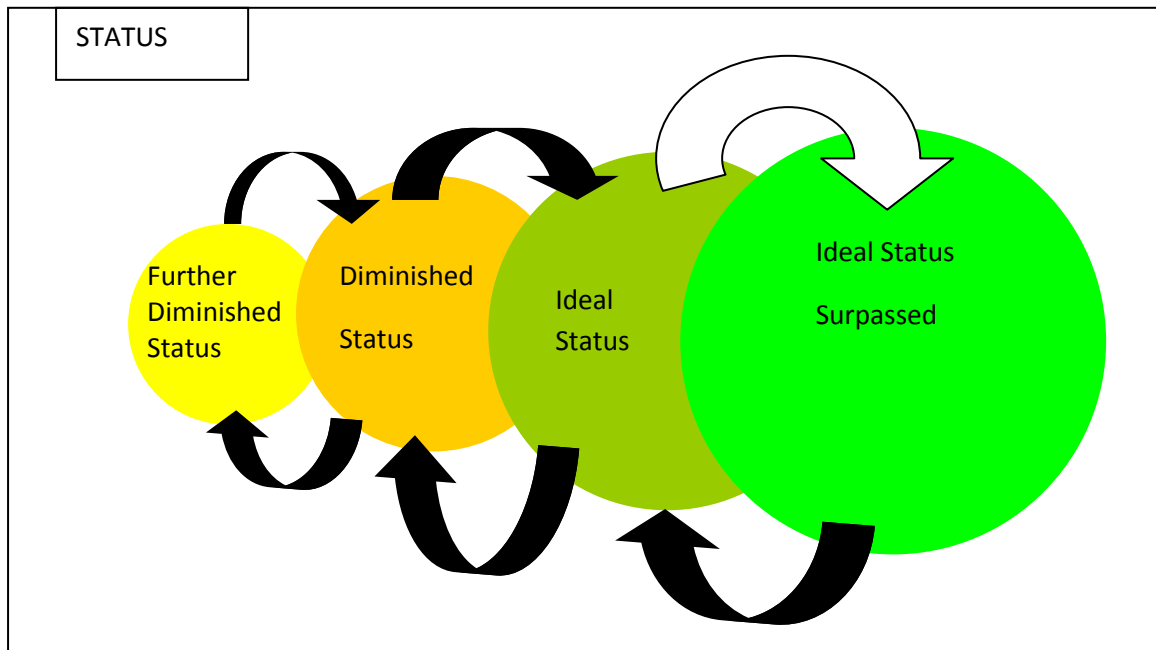 STATUS
Further
Diminished
Status
Diminished
Status
Ideal
Status
Ideal Status
Surpassed